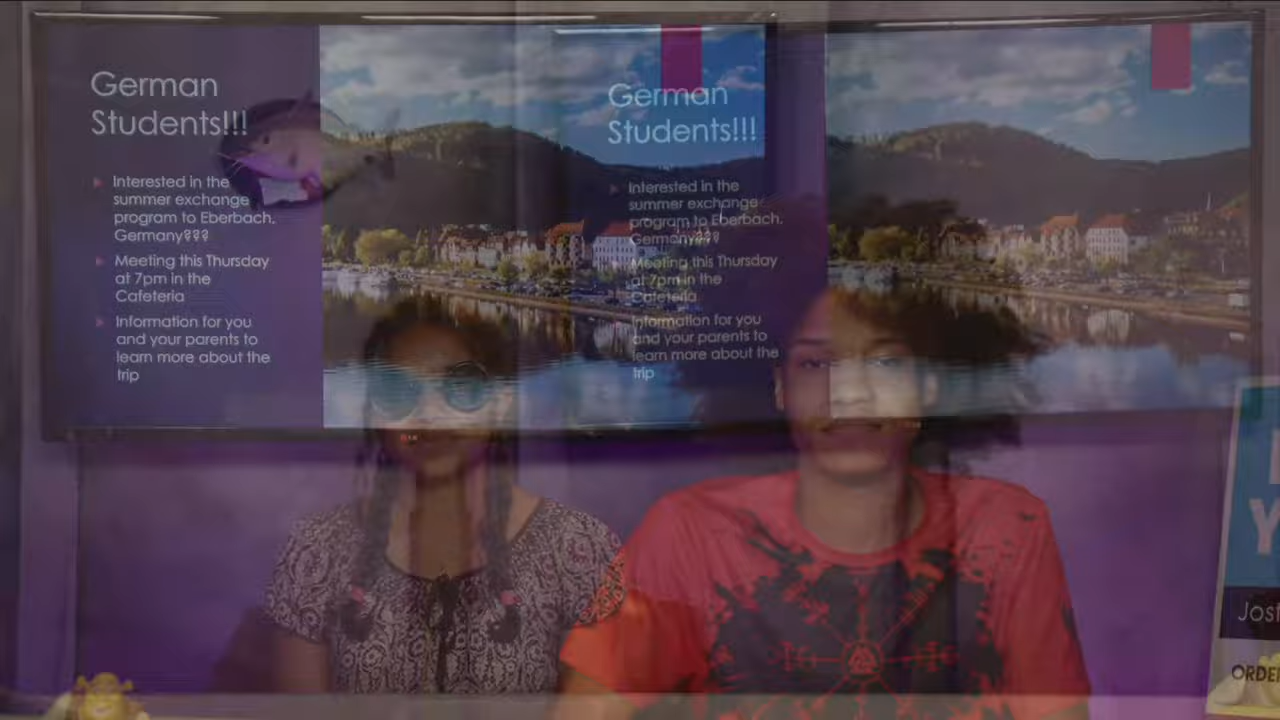 German
Students!!!
Interested in the
summer exchange
program to Eberbach,
Germany???
Meeting this Thursday
at 7pm in the
Cafeteria
Information for you
and your parents to
learn more about the
trip
German
Students!!!
Interested in the
summer exchange
program to Eberbach,
Germany???
Meeting this Thursday
at 7pm in the
Cafeteria
Information for you
and your parents to
learn more about the
trip